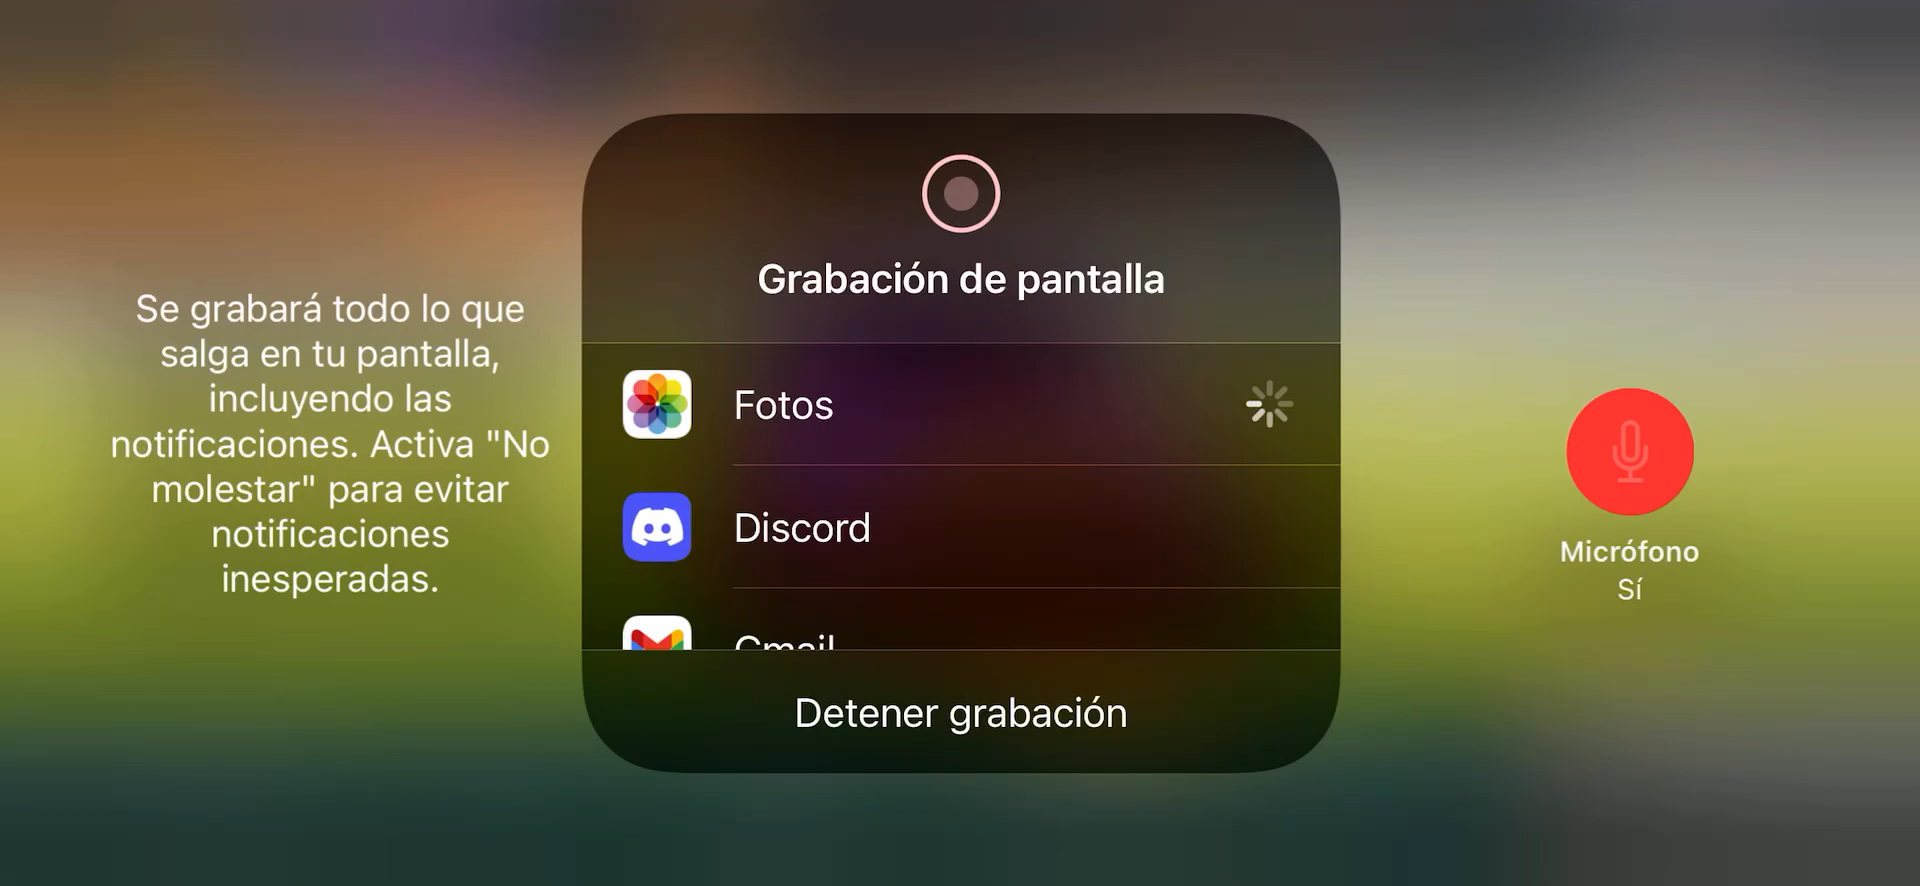 Se grabará todo lo que
salga en tu pantalla,
incluyendo las
notificaciones. Activa "No
molestar" para evitar
notificaciones
inesperadas.
Grabación de pantalla
Fotos
Discord
Gmail
Detener grabación
Micrófono
Sí